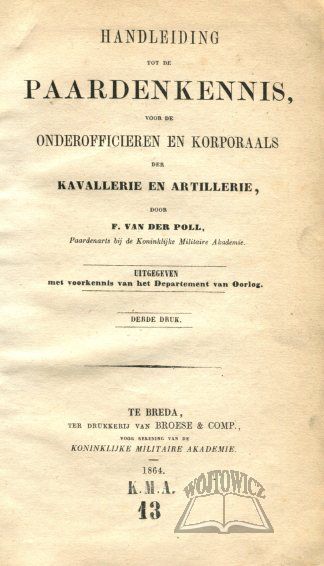 HANDLEIDING
TOT DE
PAARDENKENNIS,
VOOR DE
ONDEROFFICIEREN EN KORPORAALS
DER
KAVALLERIE EN ARTILLERIE,
DOOR
F. VAN DER POLL,
Paardenarts bij de Koninklijke Militaire Akademie.
UITGEGEVEN
met voorkennis van het Departement van Oorlog.
DERDE DRUK.
TE BREDA,
TER DRUKKERIJ VAN BROESE & COMP.,
VOOR REKENING VAN DE
KONINKLIJKE MILITAIRE AKADEMIE.
1864.
K.M.A.
13
WÓJTOWICZ